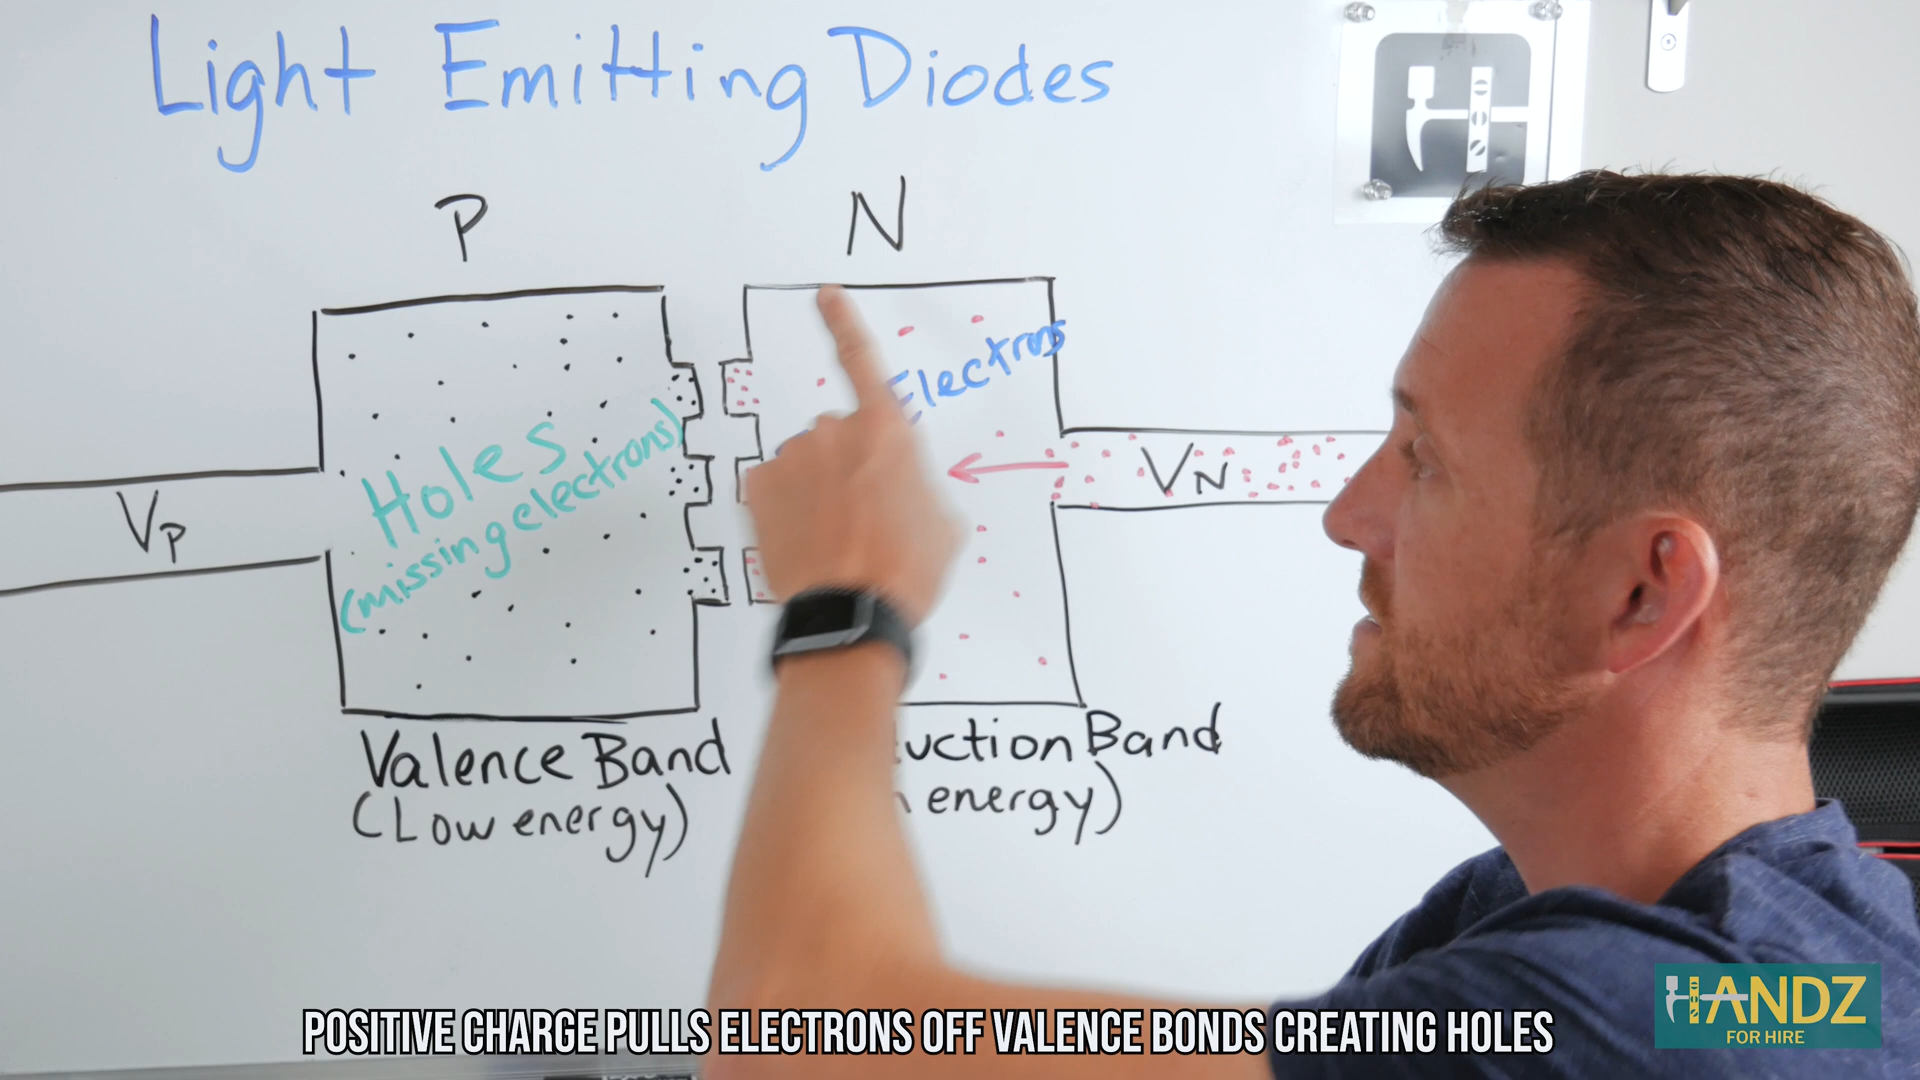 Light Emitting Diodes
P
N
Electrons
Holes
(missing electrons)
VP
VN
Valence Band
(Low energy)
uction Band
energy)
POSITIVE CHARGE PULLS ELECTRONS OFF VALENCE BONDS CREATING HOLES
HANDZ
FOR HIRE